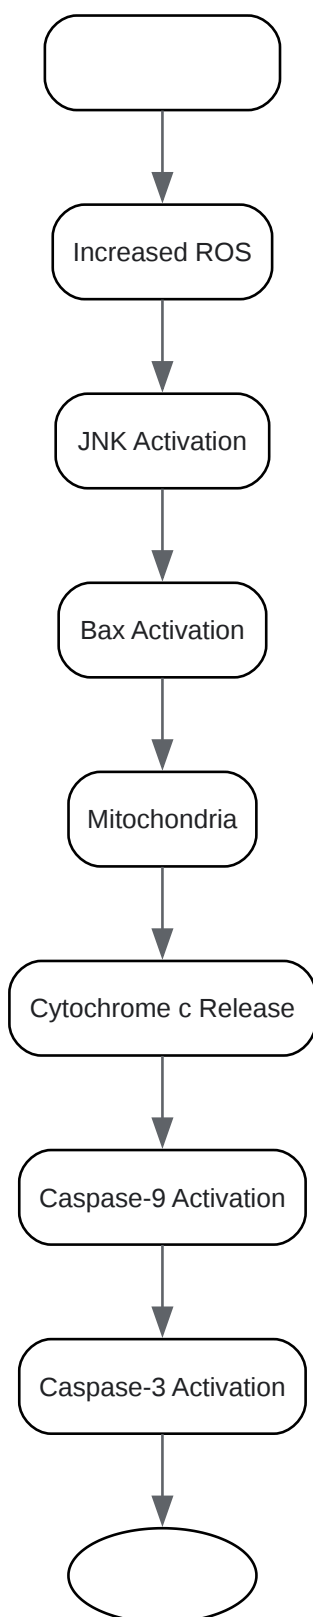 Increased ROS
JNK Activation
Bax Activation
Mitochondria
Cytochrome c Release
Caspase-9 Activation
Caspase-3 Activation